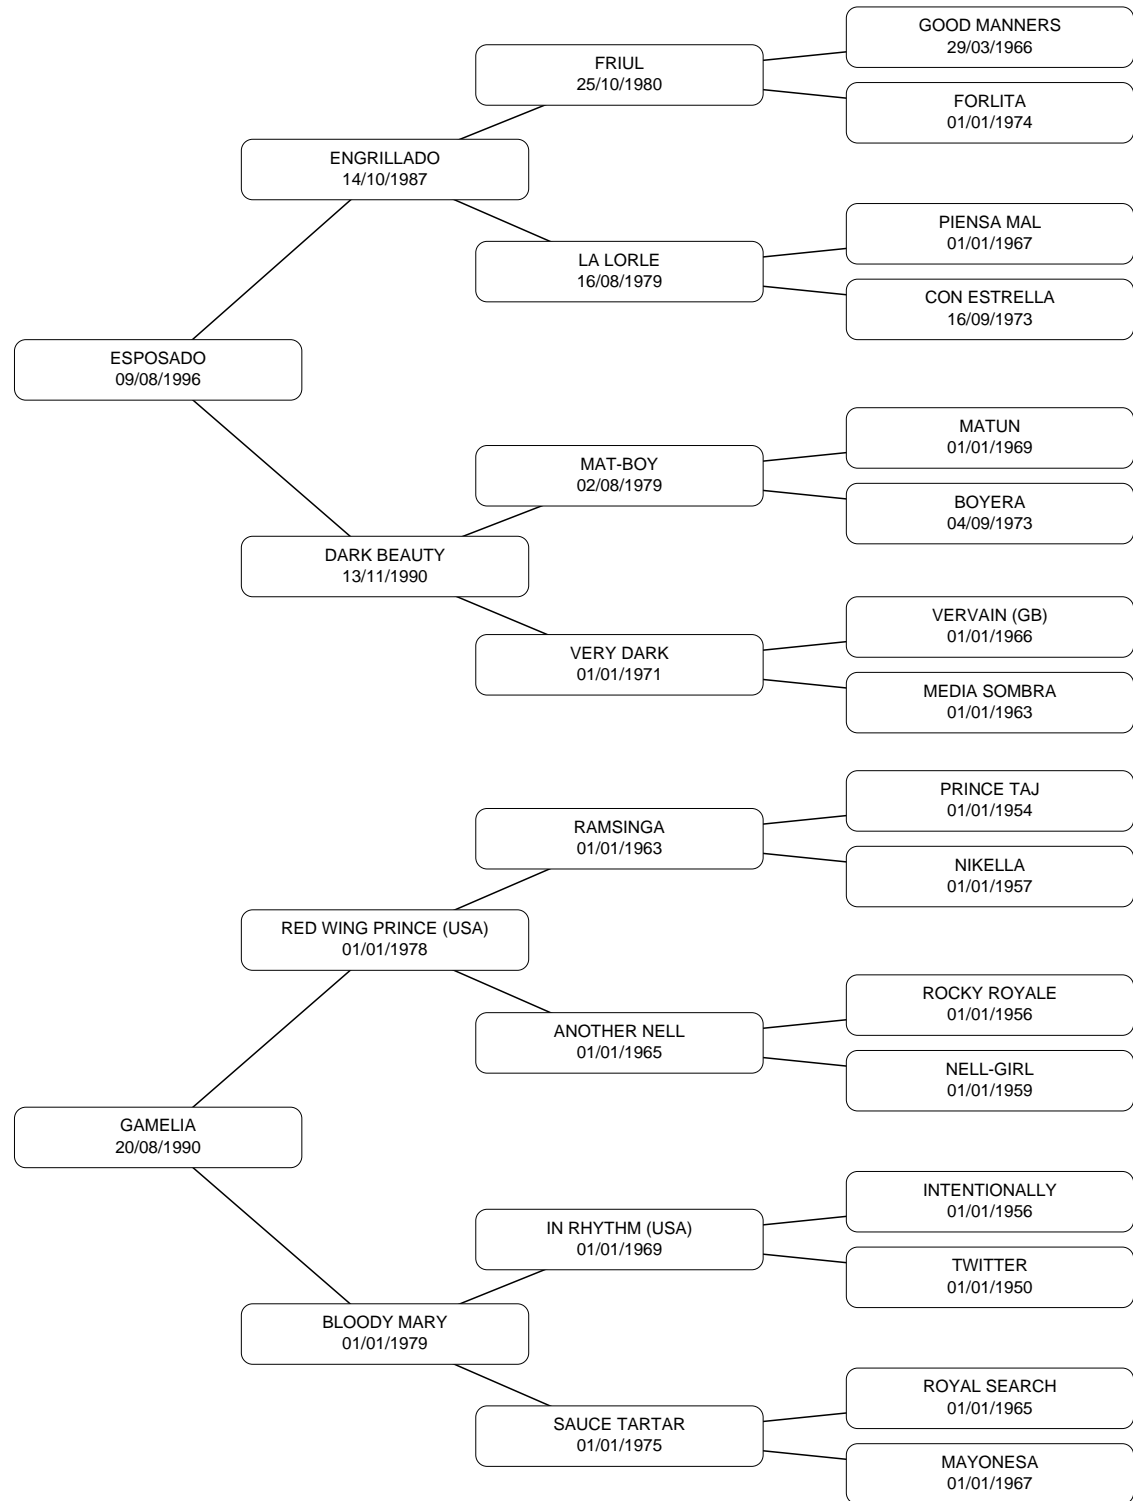 GOOD MANNERS
29/03/1966
FRIUL
25/10/1980
FORLITA
01/01/1974
ENGRILLADO
14/10/1987
PIENSA MAL
01/01/1967
LA LORLE
16/08/1979
CON ESTRELLA
16/09/1973
ESPOSADO
09/08/1996
MATUN
01/01/1969
MAT-BOY
02/08/1979
BOYERA
04/09/1973
DARK BEAUTY
13/11/1990
VERVAIN (GB)
01/01/1966
VERY DARK
01/01/1971
MEDIA SOMBRA
01/01/1963
PRINCE TAJ
01/01/1954
RAMSINGA
01/01/1963
NIKELLA
01/01/1957
RED WING PRINCE (USA)
01/01/1978
ROCKY ROYALE
01/01/1956
ANOTHER NELL
01/01/1965
NELL-GIRL
01/01/1959
GAMELIA
20/08/1990
INTENTIONALLY
01/01/1956
IN RHYTHM (USA)
01/01/1969
TWITTER
01/01/1950
BLOODY MARY
01/01/1979
ROYAL SEARCH
01/01/1965
SAUCE TARTAR
01/01/1975
MAYONESA
01/01/1967